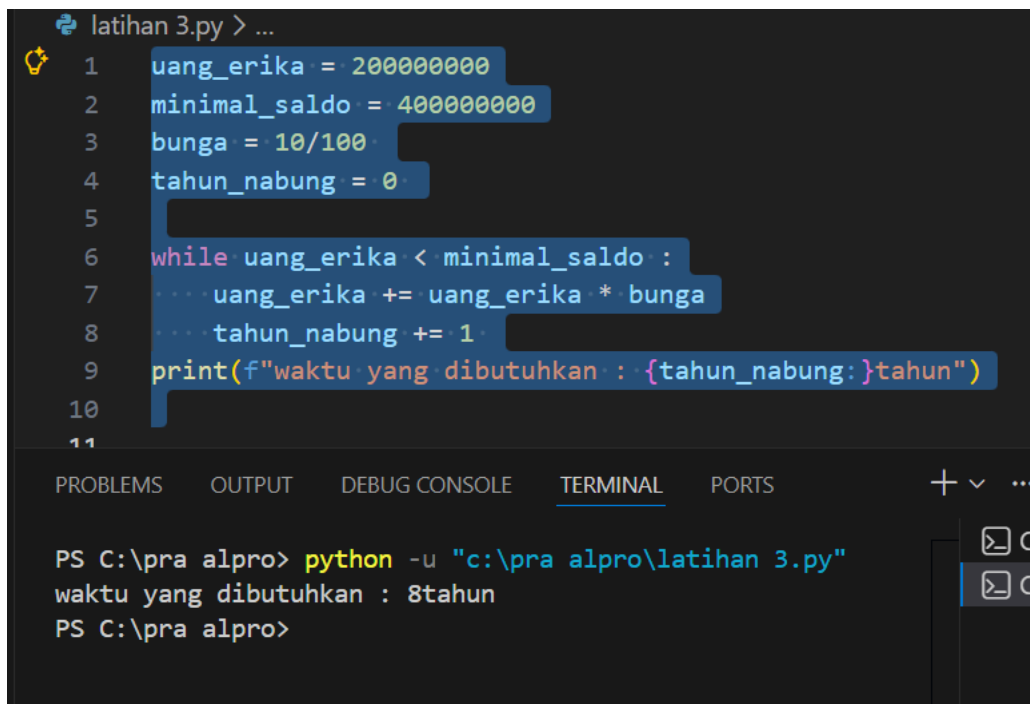 latihan 3.py > ...
1 uang_erika = 200000000
2 minimal_saldo = 400000000
3 bunga = 10/100
4 tahun_nabung = 0
5
6 while uang_erika < minimal_saldo :
7 uang_erika += uang_erika * bunga
8 tahun_nabung += 1
9 print(f"waktu yang dibutuhkan : {tahun_nabung:}tahun")
10
11
PROBLEMS OUTPUT DEBUG CONSOLE TERMINAL PORTS
PS C:\pra alpro> python -u "c:\pra alpro\latihan 3.py"
waktu yang dibutuhkan : 8tahun
PS C:\pra alpro>